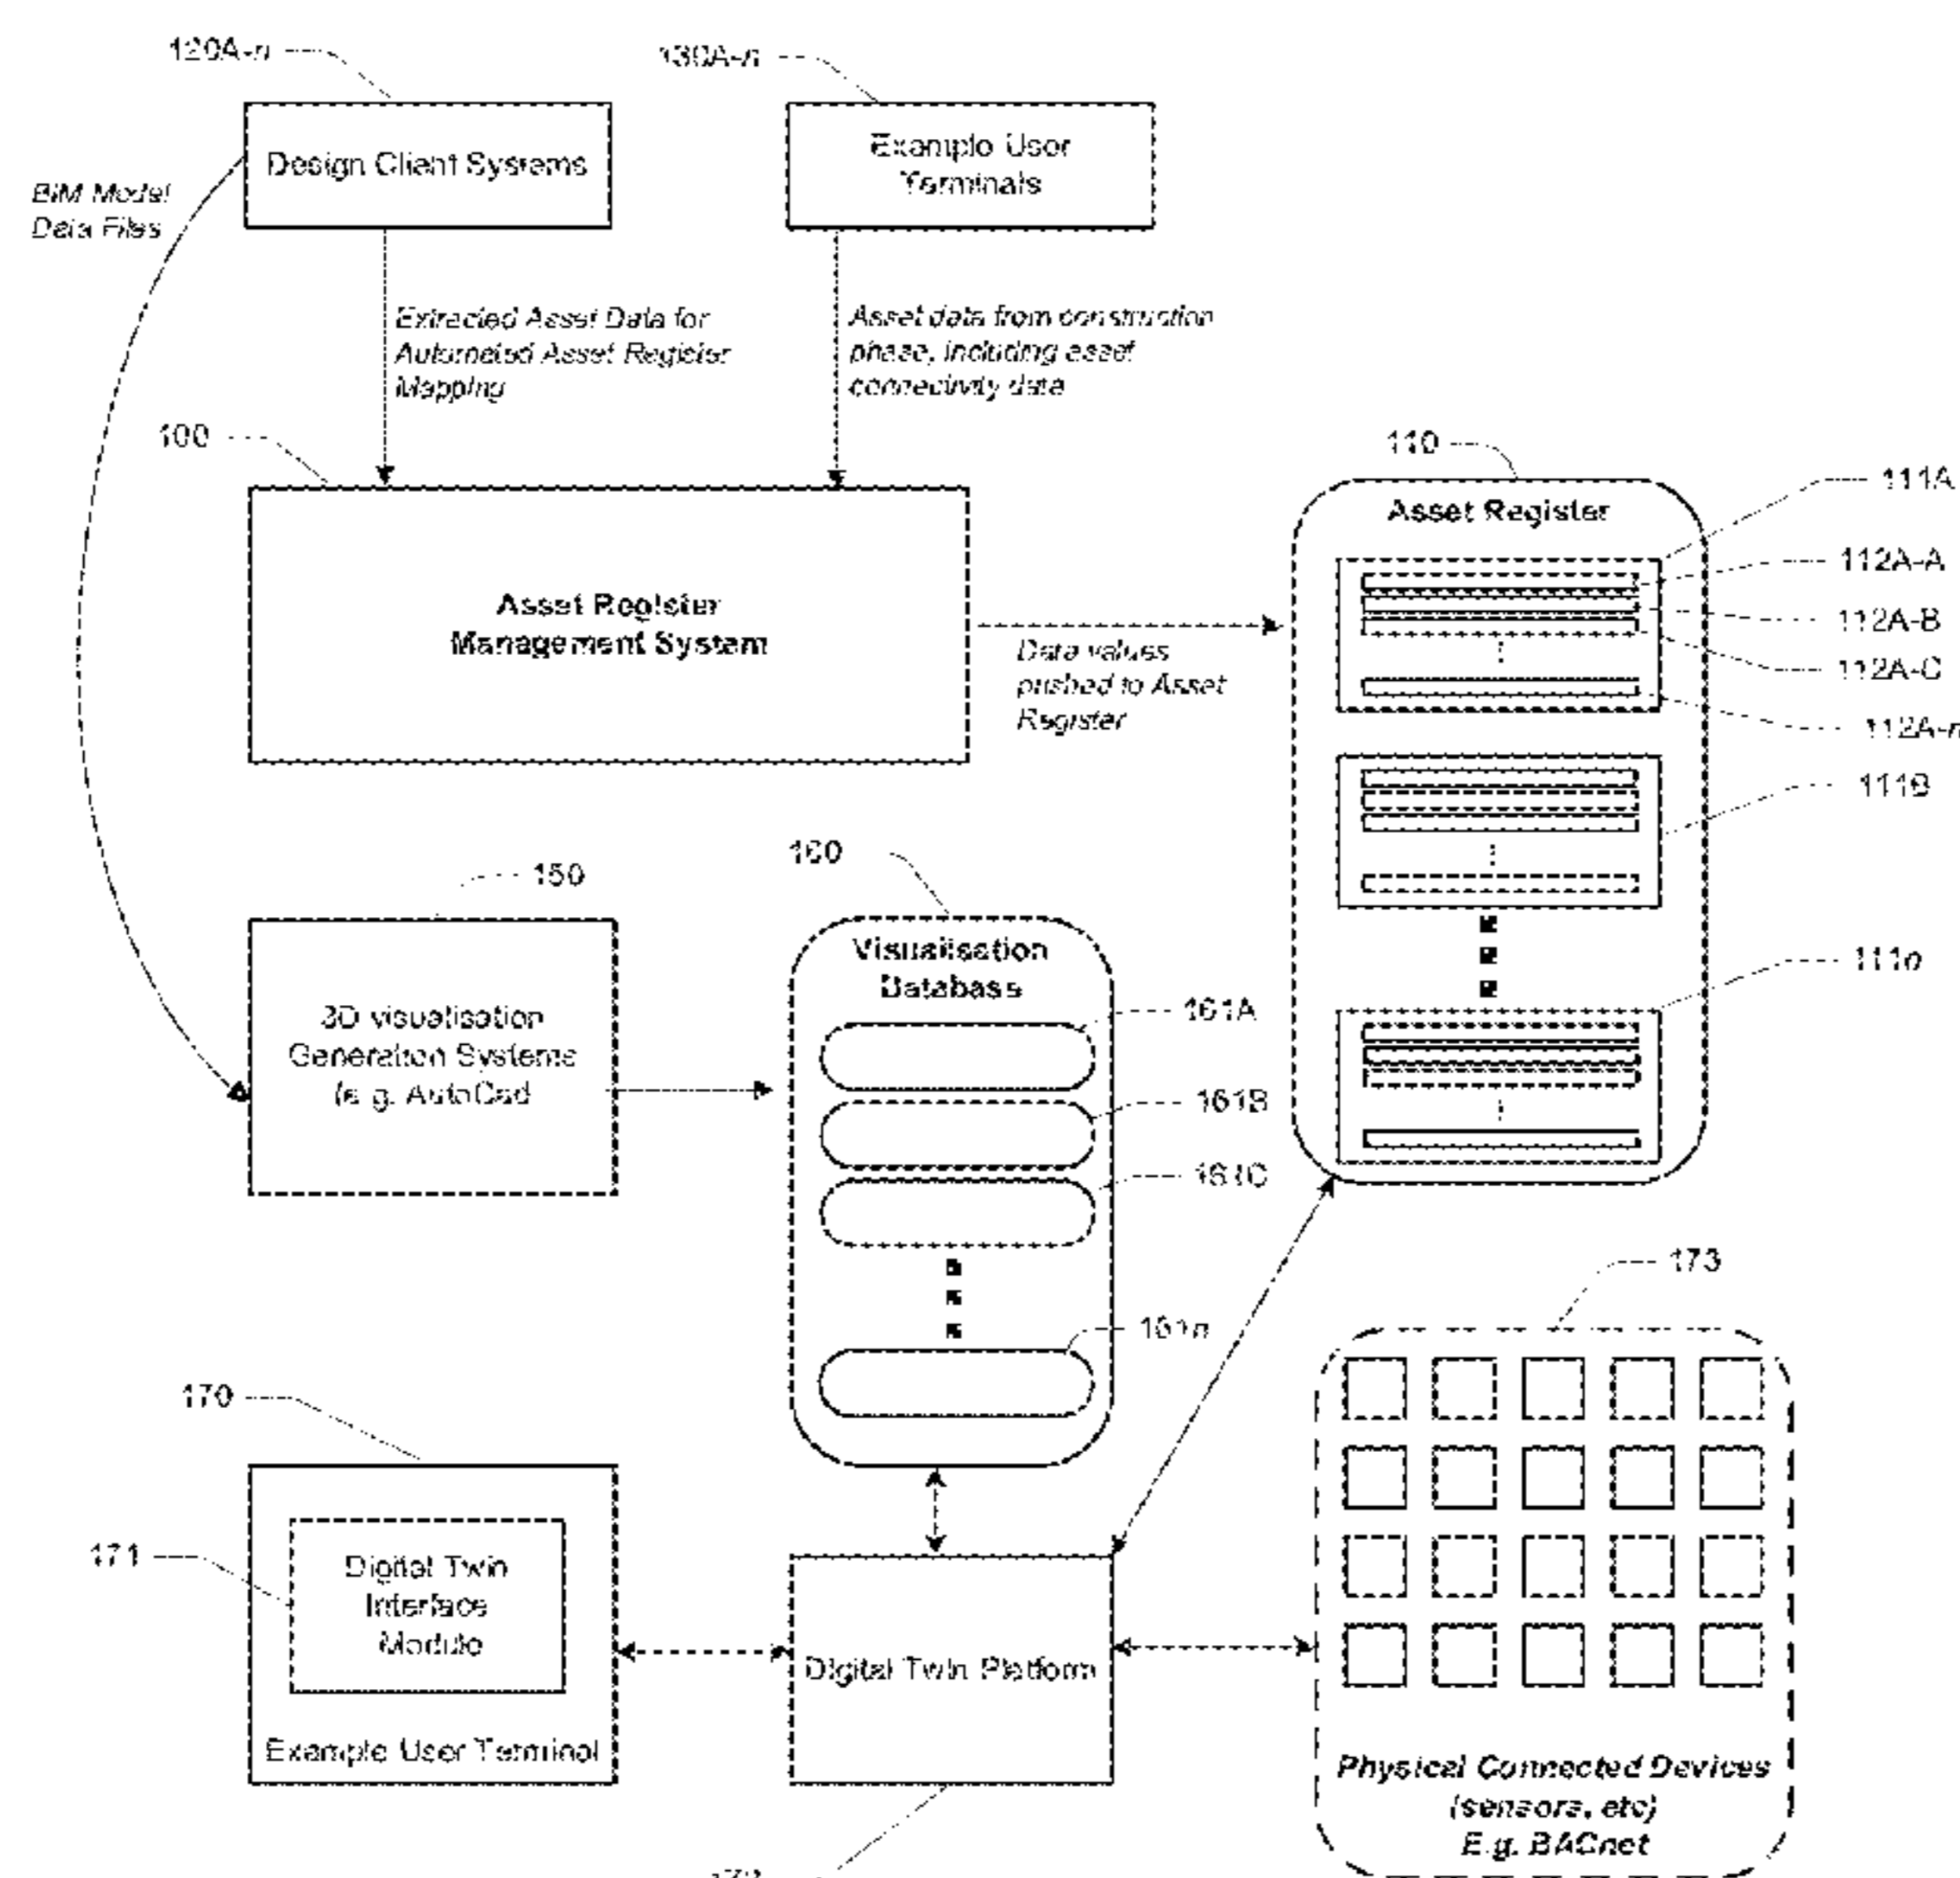 120A-n
130A-n
Design Client Systems
Example User
Terminals
BIM Model
Data Files
Extracted Asset Data for
Automated Asset Register
Mapping
Asset data from construction
phase, including asset
connectivity data
100
110
Asset Register
111A
112A-A
112A-B
112A-C
112A-n
Asset Register
Management System
Data values
pushed to Asset
Register
111B
160
150
Visualisation
Database
111n
161A
3D visualisation
Generation Systems
(e.g. AutoCad
161B
161C
173
161n
170
171
Digital Twin
Interface
Module
Digital Twin Platform
Example User Terminal
Physical Connected Devices
(sensors, etc)
E.g. BACnet